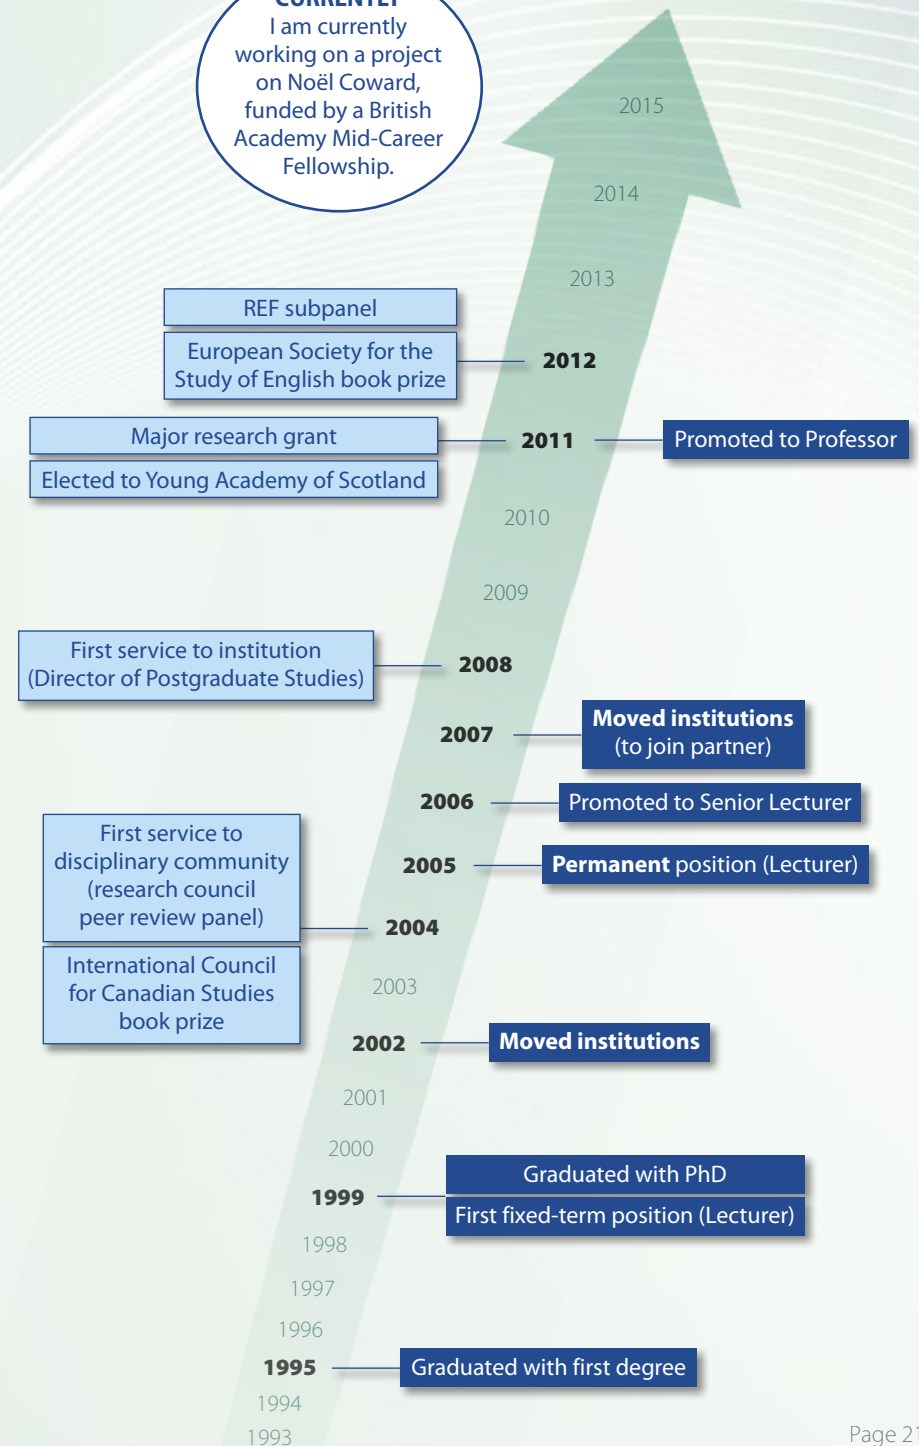 CURRENTLY
I am currently
working on a project
on Noël Coward,
funded by a British
Academy Mid-Career
Fellowship.
2015
2014
2013
REF subpanel
European Society for the
Study of English book prize
2012
Major research grant
Elected to Young Academy of Scotland
2011
Promoted to Professor
2010
2009
First service to institution
(Director of Postgraduate Studies)
2008
2007
Moved institutions
(to join partner)
2006
Promoted to Senior Lecturer
2005
Permanent position (Lecturer)
First service to
disciplinary community
(research council
peer review panel)
2004
International Council
for Canadian Studies
book prize
2003
2002
Moved institutions
2001
2000
1999
Graduated with PhD
First fixed-term position (Lecturer)
1998
1997
1996
1995
Graduated with first degree
1994
1993
Page 21